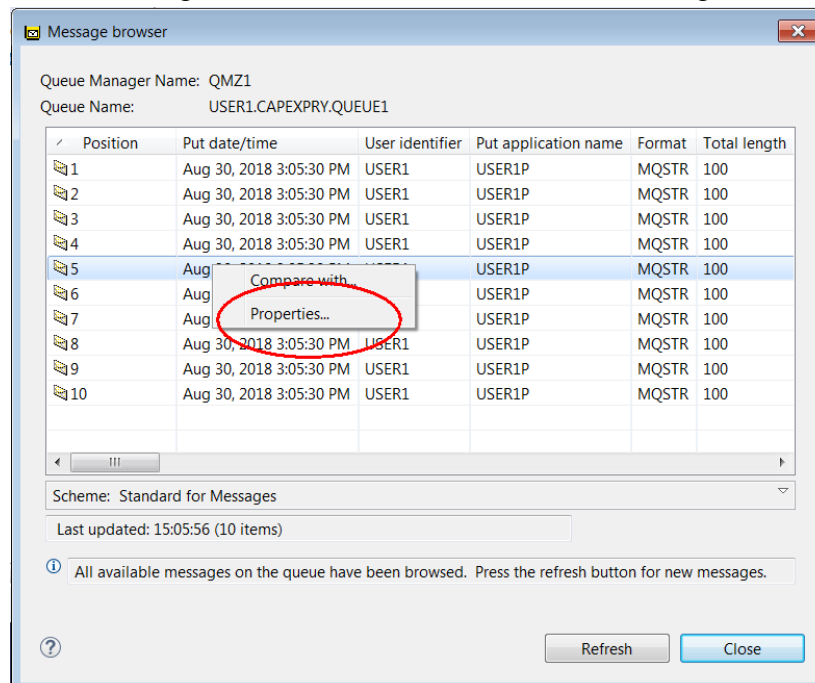 Message browser
Queue Manager Name: QMZ1
Queue Name: USER1.CAPEXPRY.QUEUE1
Position Put date/time User identifier Put application name Format Total length
1 Aug 30, 2018 3:05:30 PM USER1 USER1P MQSTR 100
2 Aug 30, 2018 3:05:30 PM USER1 USER1P MQSTR 100
3 Aug 30, 2018 3:05:30 PM USER1 USER1P MQSTR 100
4 Aug 30, 2018 3:05:30 PM USER1 USER1P MQSTR 100
5 Aug USER1P MQSTR 100
Compare with...
6 Aug USER1P MQSTR 100
Properties...
7 Aug USER1P MQSTR 100
8 Aug 30, 2018 3:05:30 PM USER1 USER1P MQSTR 100
9 Aug 30, 2018 3:05:30 PM USER1 USER1P MQSTR 100
10 Aug 30, 2018 3:05:30 PM USER1 USER1P MQSTR 100
Scheme: Standard for Messages
Last updated: 15:05:56 (10 items)
All available messages on the queue have been browsed. Press the refresh button for new messages.
Refresh Close